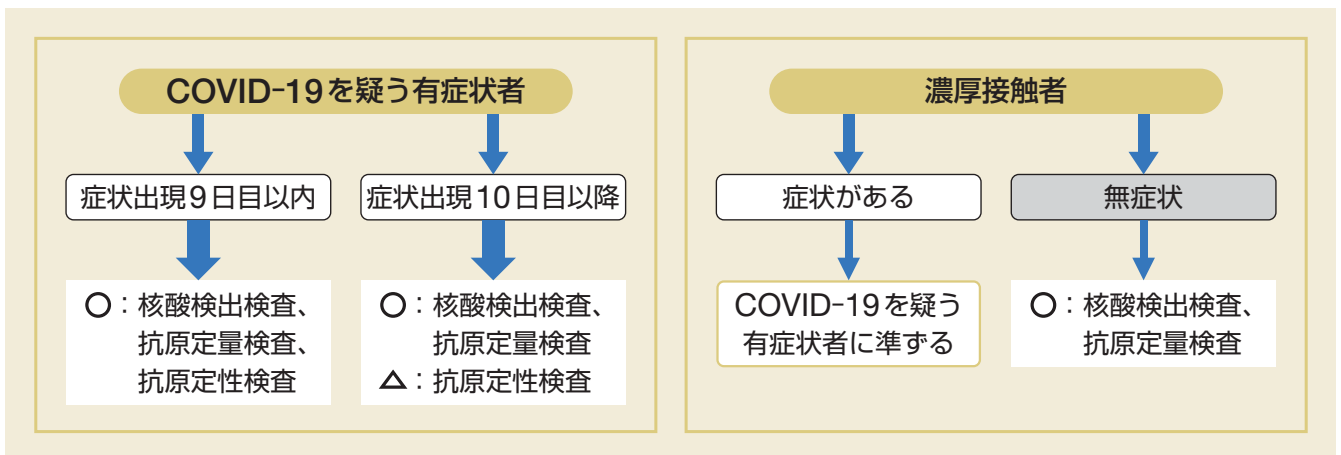 COVID-19を疑う有症状者
症状出現9日目以内
○：核酸検出検査、
抗原定量検査、
抗原定性検査
症状出現10日目以降
○：核酸検出検査、
抗原定量検査
△：抗原定性検査
濃厚接触者
症状がある
COVID-19を疑う
有症状者に準ずる
無症状
○：核酸検出検査、
抗原定量検査